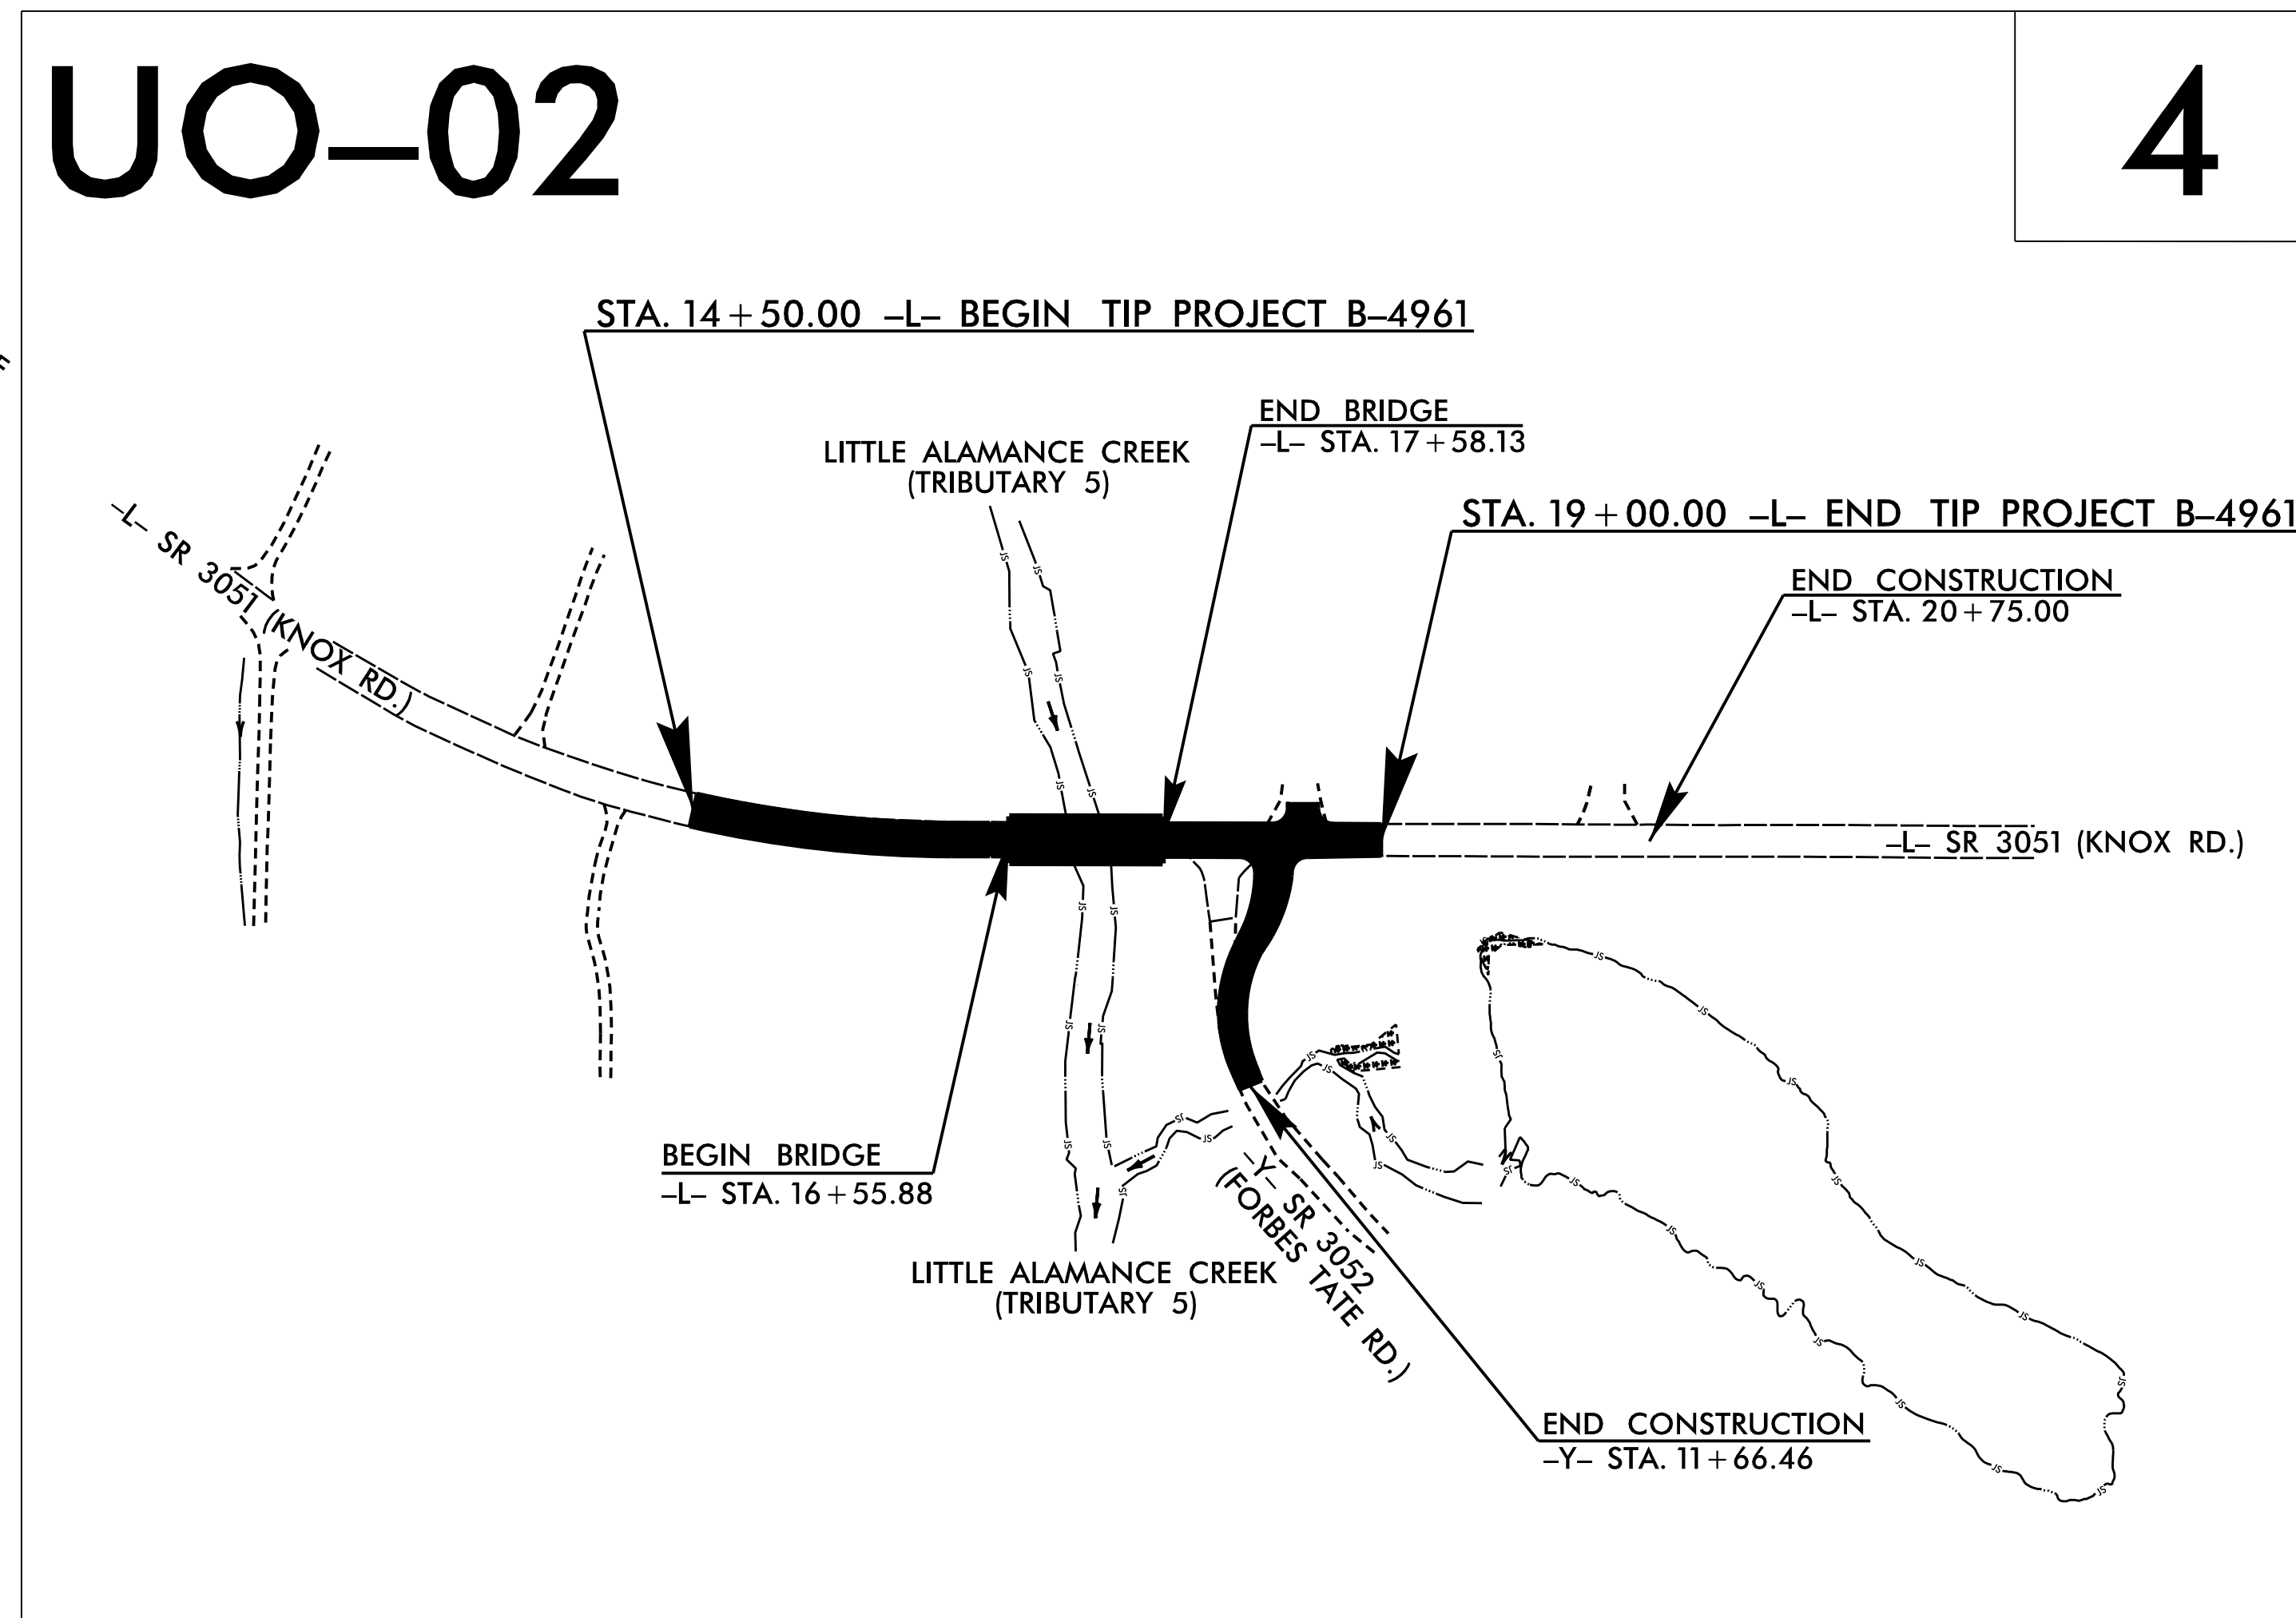 UO–02
4
STA. 14+50.00 –L– BEGIN TIP PROJECT B–4961
END BRIDGE
–L– STA. 17+58.13
LITTLE ALAMANCE CREEK
(TRIBUTARY 5)
STA. 19+00.00 –L– END TIP PROJECT B–4961
END CONSTRUCTION
–L– STA. 20+75.00
–L– SR 3051 (KNOX RD.)
–L– SR 3051 (KNOX RD.)
BEGIN BRIDGE
–L– STA. 16+55.88
–Y– SR 3052
(FORBES TATE RD.)
LITTLE ALAMANCE CREEK
(TRIBUTARY 5)
END CONSTRUCTION
–Y– STA. 11+66.46